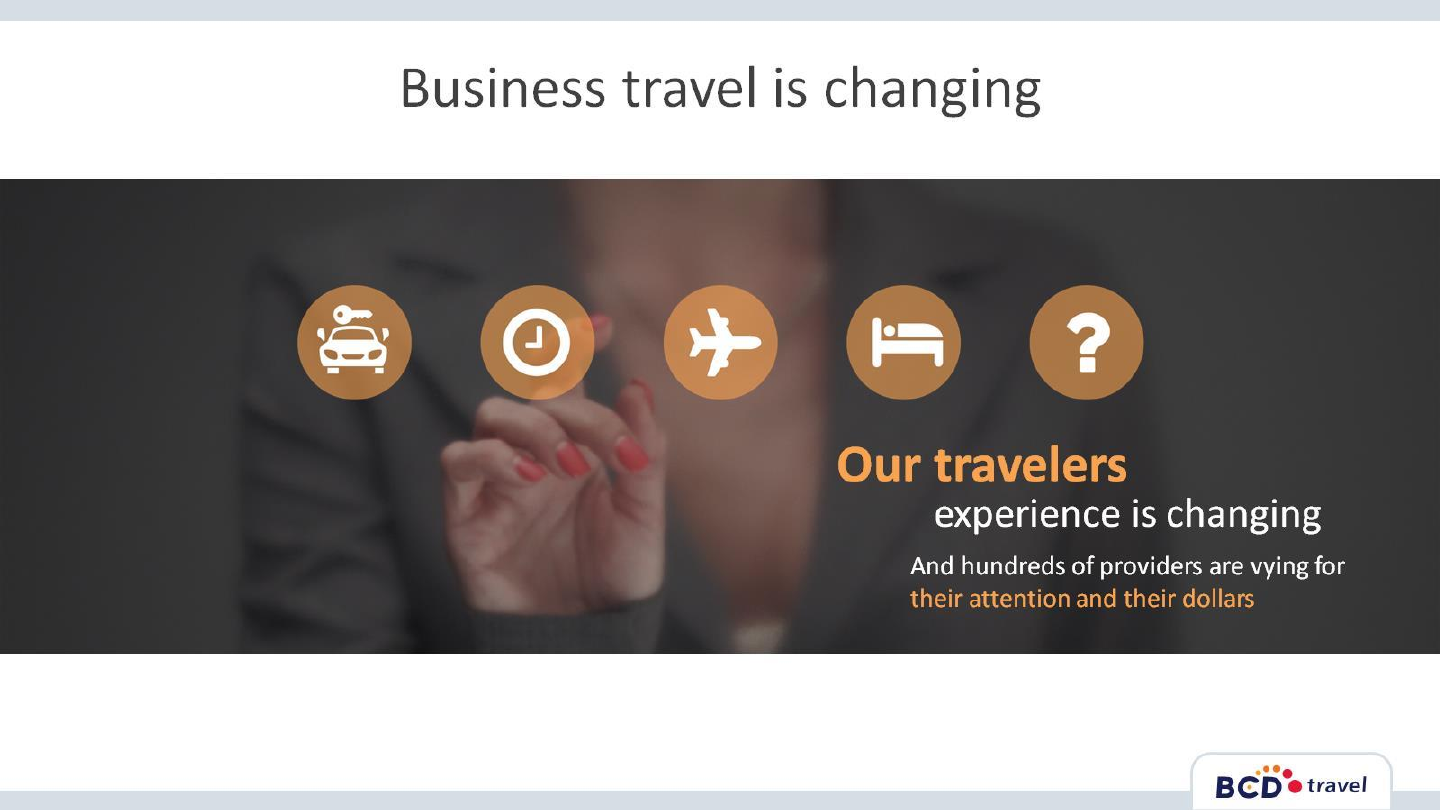 Business travel is changing
?
Our travelers
experience is changing
And hundreds of providers are vying for
their attention and their dollars
BCD travel